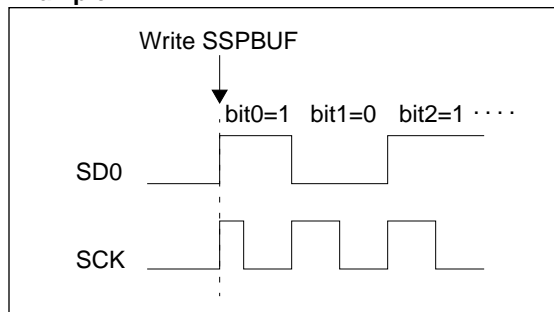 Write SSPBUF
bit0=1 bit1=0 bit2=1 ····
SD0
SCK